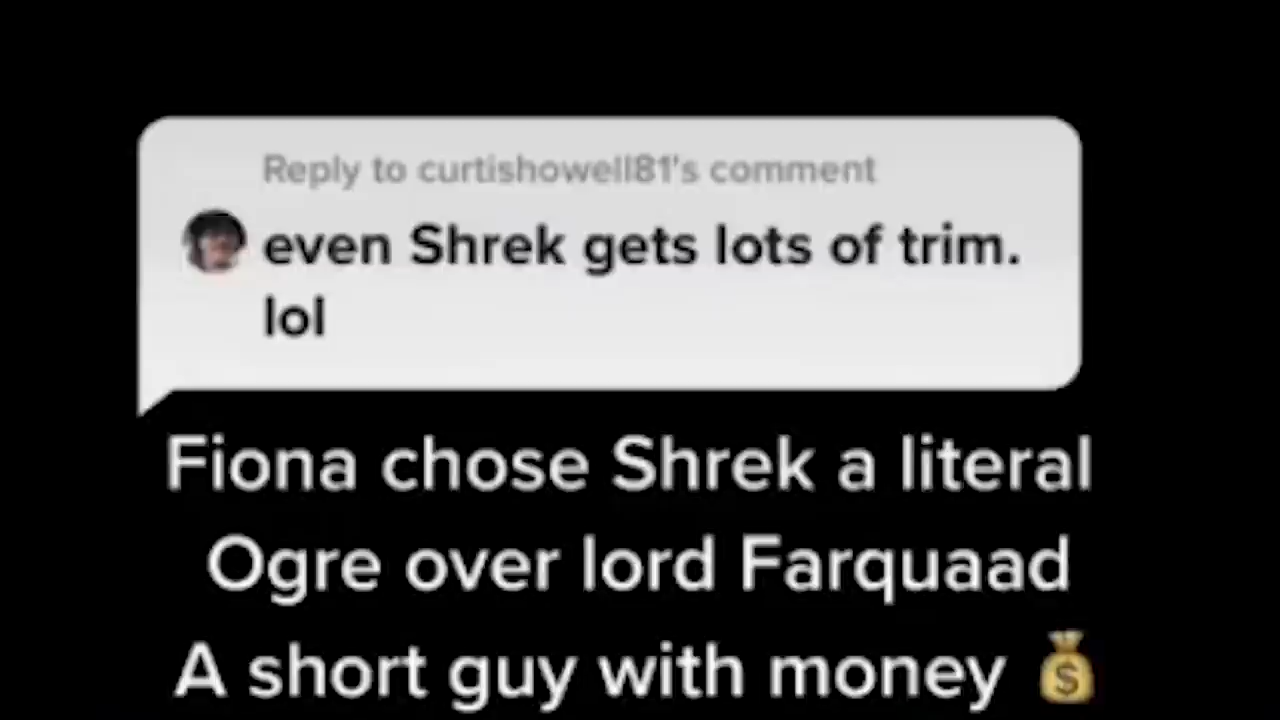 Reply to curtishowell81's comment
even Shrek gets lots of trim.
lol
Fiona chose Shrek a literal
Ogre over lord Farquaad
A short guy with money 💰